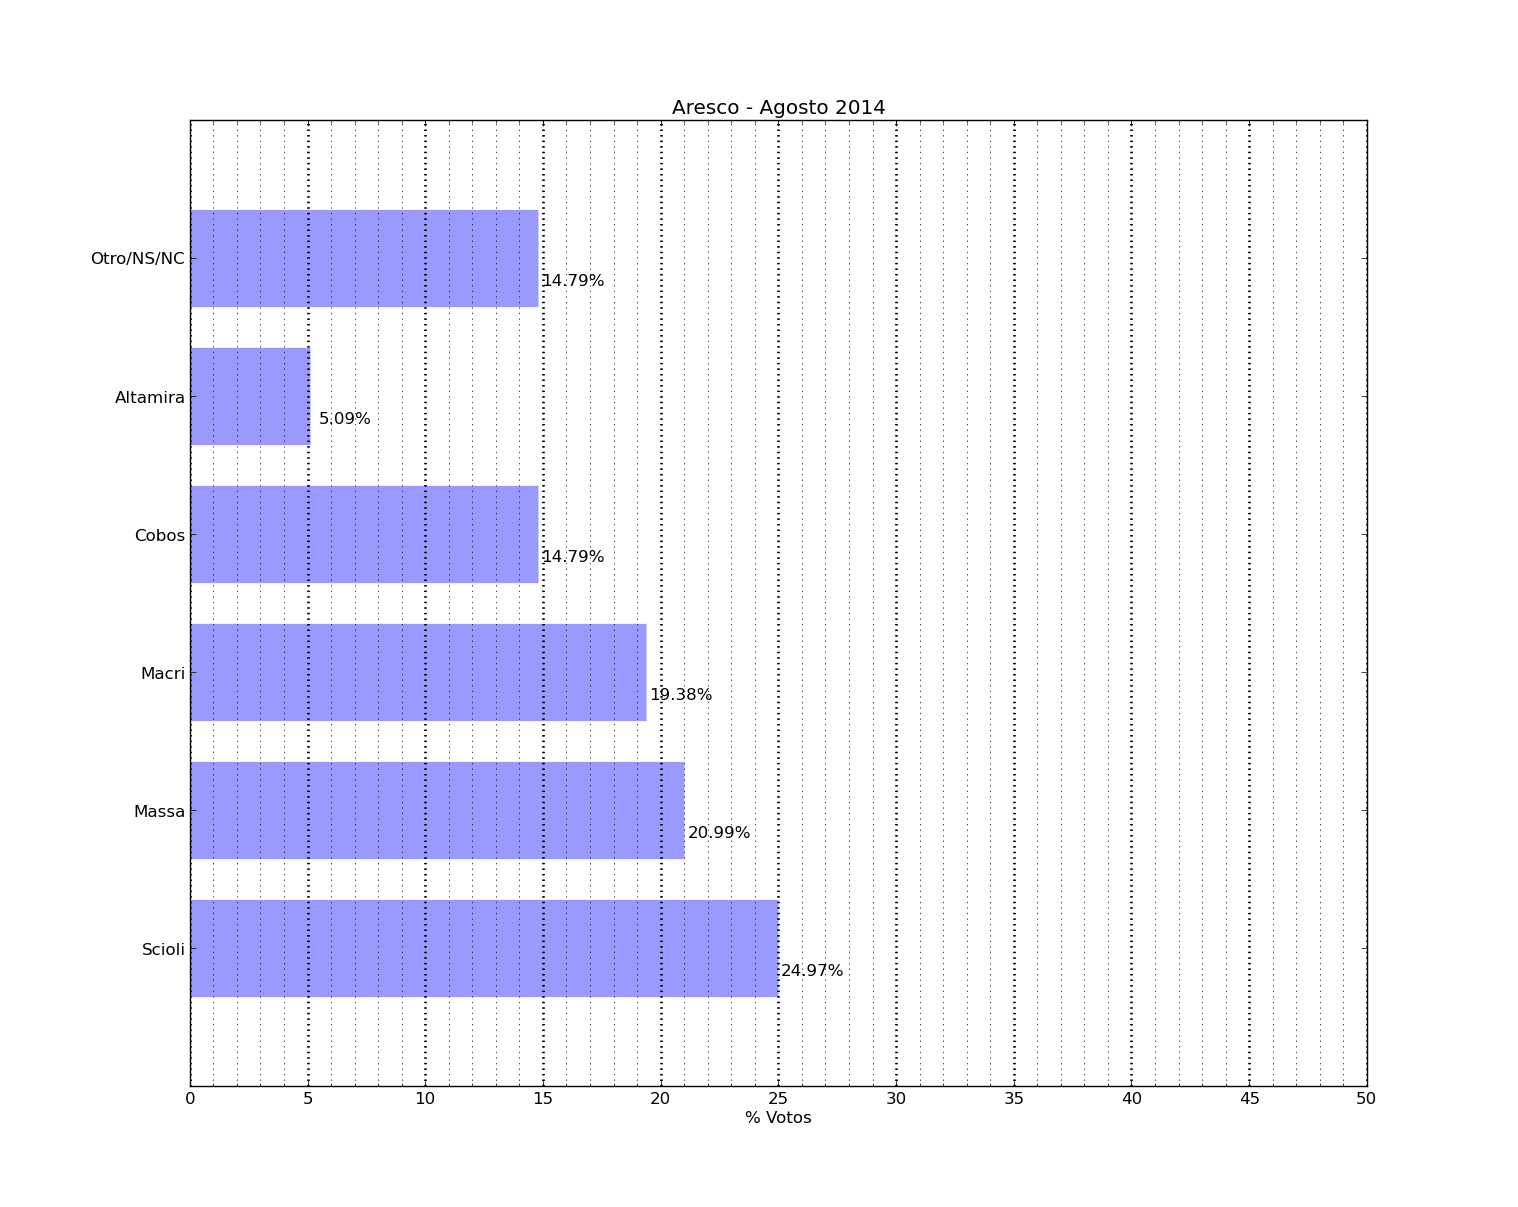 Aresco - Agosto 2014
Otro/NS/NC
14.79%
Altamira
5.09%
Cobos
14.79%
Macri
19.38%
Massa
20.99%
Scioli
24.97%
0 5 10 15 20 25 30 35 40 45 50
% Votos